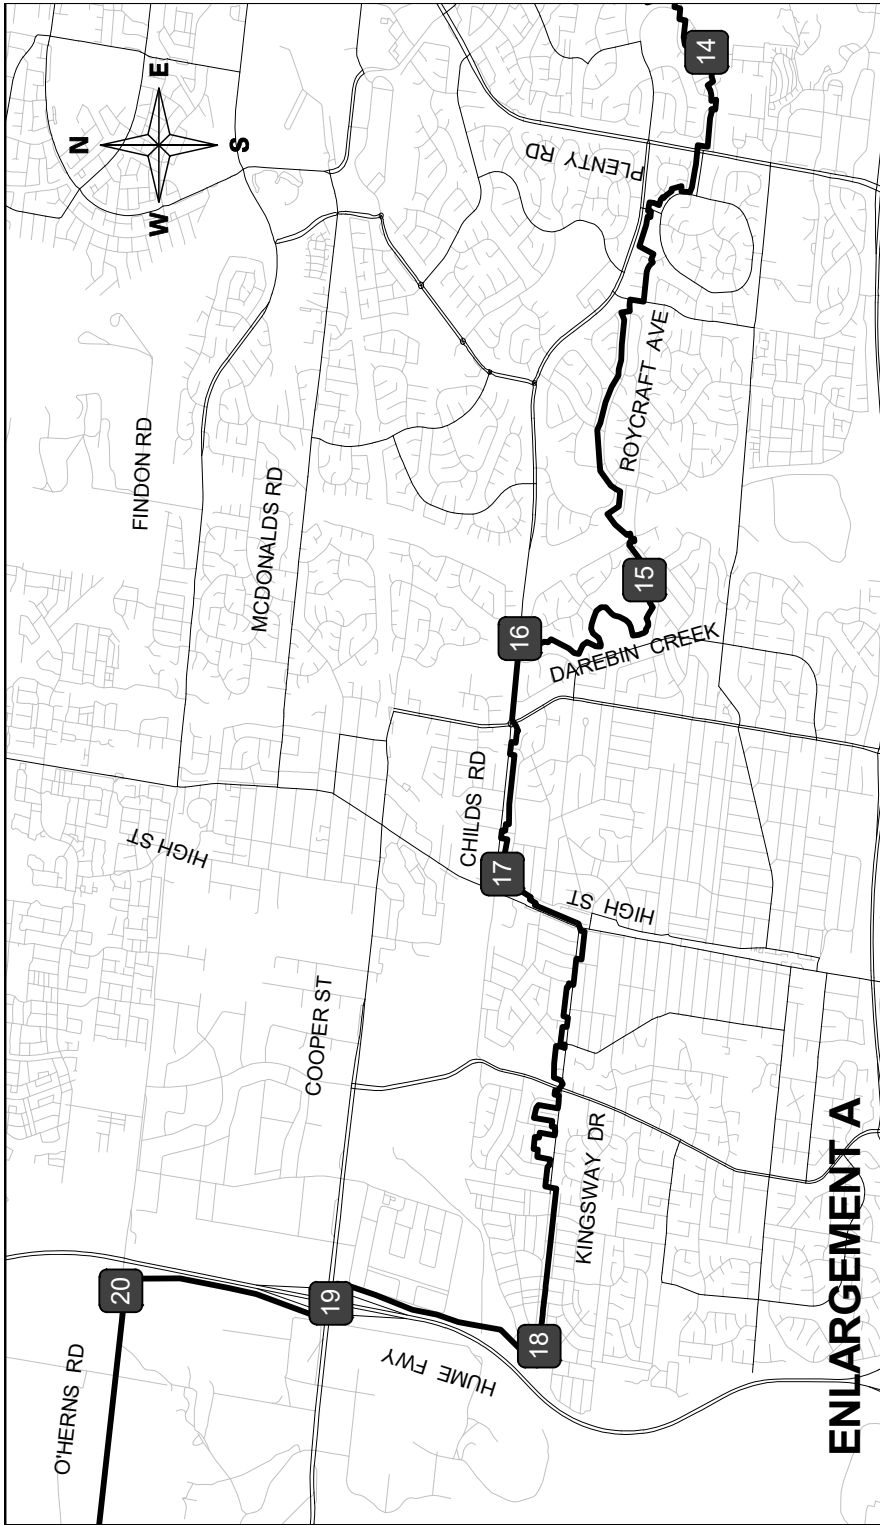 N
E
S
W
14
PLENTY RD
ROYCRAFT AVE
FINDON RD
MCDONALDS RD
15
16
DAREBIN CREEK
CHILDS RD
HIGH ST
17
HIGH ST
COOPER ST
KINGSWAY DR
20
19
18
HUME FWY
O'HERNS RD
ENLARGEMENT A